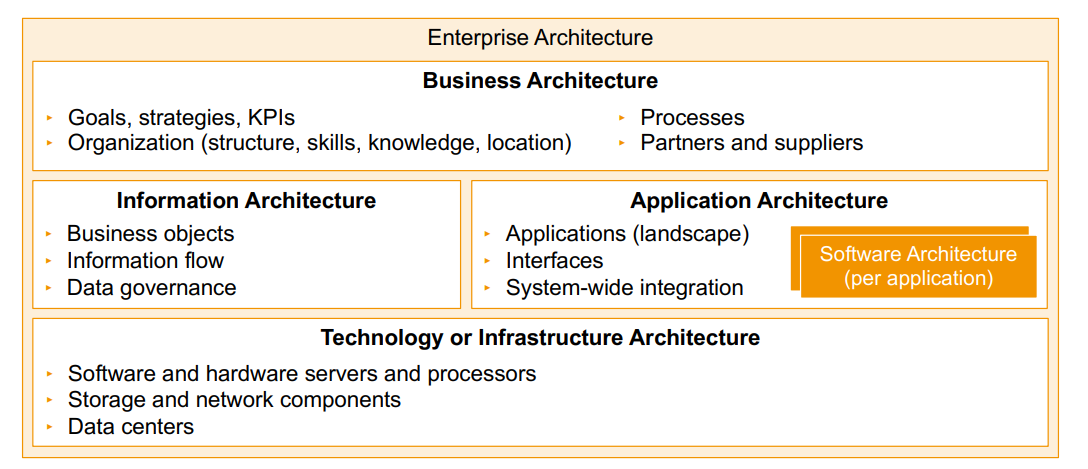 Enterprise Architecture
Business Architecture
Goals, strategies, KPIs
Organization (structure, skills, knowledge, location)
Processes
Partners and suppliers
Information Architecture
Business objects
Information flow
Data governance
Application Architecture
Applications (landscape)
Interfaces
System-wide integration
Software Architecture
(per application)
Technology or Infrastructure Architecture
Software and hardware servers and processors
Storage and network components
Data centers